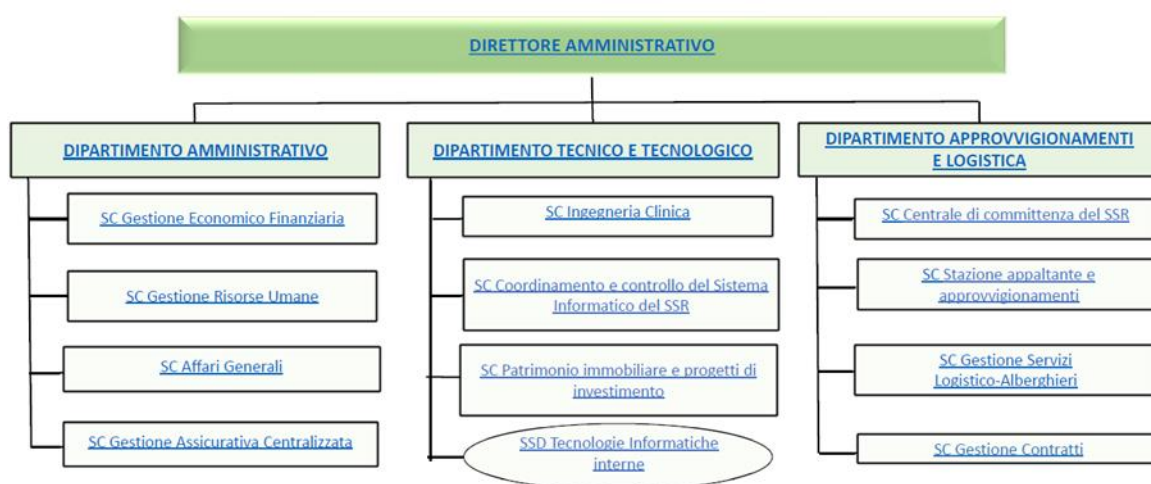 DIRETTORE AMMINISTRATIVO
DIPARTIMENTO AMMINISTRATIVO
SC Gestione Economico Finanziaria
SC Gestione Risorse Umane
SC Affari Generali
SC Gestione Assicurativa Centralizzata
DIPARTIMENTO TECNICO E TECNOLOGICO
SC Ingegneria Clinica
SC Coordinamento e controllo del Sistema
Informatico del SSR
SC Patrimonio immobiliare e progetti di
investimento
SSD Tecnologie Informatiche
interne
DIPARTIMENTO APPROVVIGIONAMENTI
E LOGISTICA
SC Centrale di committenza del SSR
SC Stazione appaltante e
approvvigionamenti
SC Gestione Servizi
Logistico-Alberghieri
SC Gestione Contratti